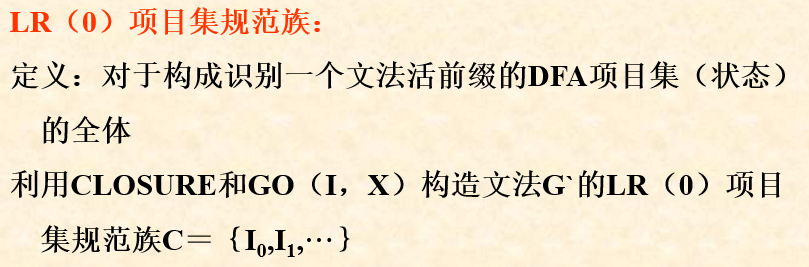 LR（0）项目集规范族：
定义：对于构成识别一个文法活前缀的DFA项目集（状态）
的全体
利用CLOSURE和GO（I，X）构造文法G`的LR（0）项目
集规范族C＝｛I0,I1,…｝